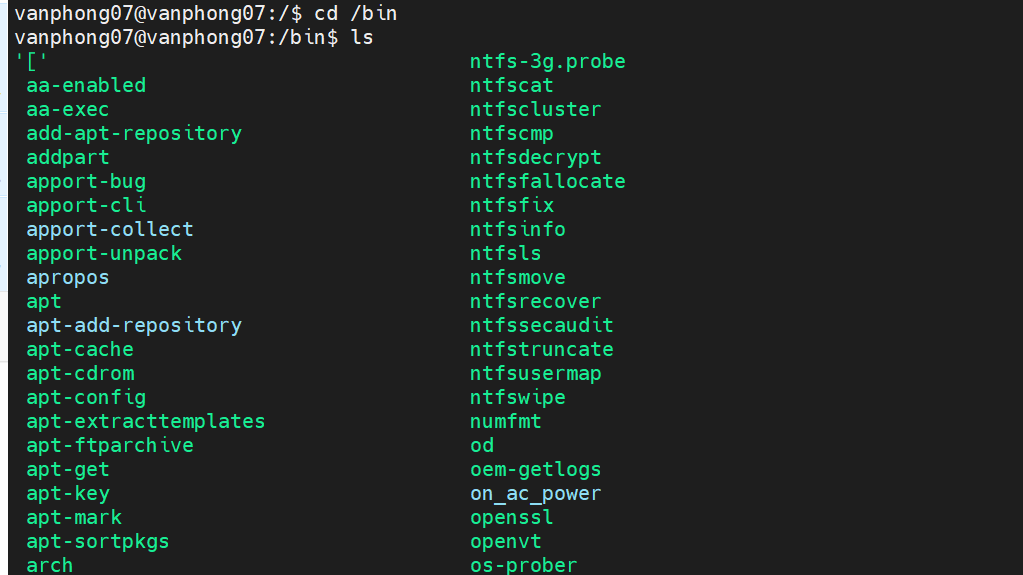 vanphong07@vanphong07:/$ cd /bin
vanphong07@vanphong07:/bin$ ls
'[' ntfs-3g.probe
aa-enabled ntfscat
aa-exec ntfscluster
add-apt-repository ntfscmp
addpart ntfsdecrypt
apport-bug ntfsfallocate
apport-cli ntfsfix
apport-collect ntfsinfo
apport-unpack ntfsls
apropos ntfsmove
apt ntfsrecover
apt-add-repository ntfssecaudit
apt-cache ntfstruncate
apt-cdrom ntfsusermap
apt-config ntfswipe
apt-extracttemplates numfmt
apt-ftparchive od
apt-get oem-getlogs
apt-key on_ac_power
apt-mark openssl
apt-sortpkgs openvt
arch os-prober